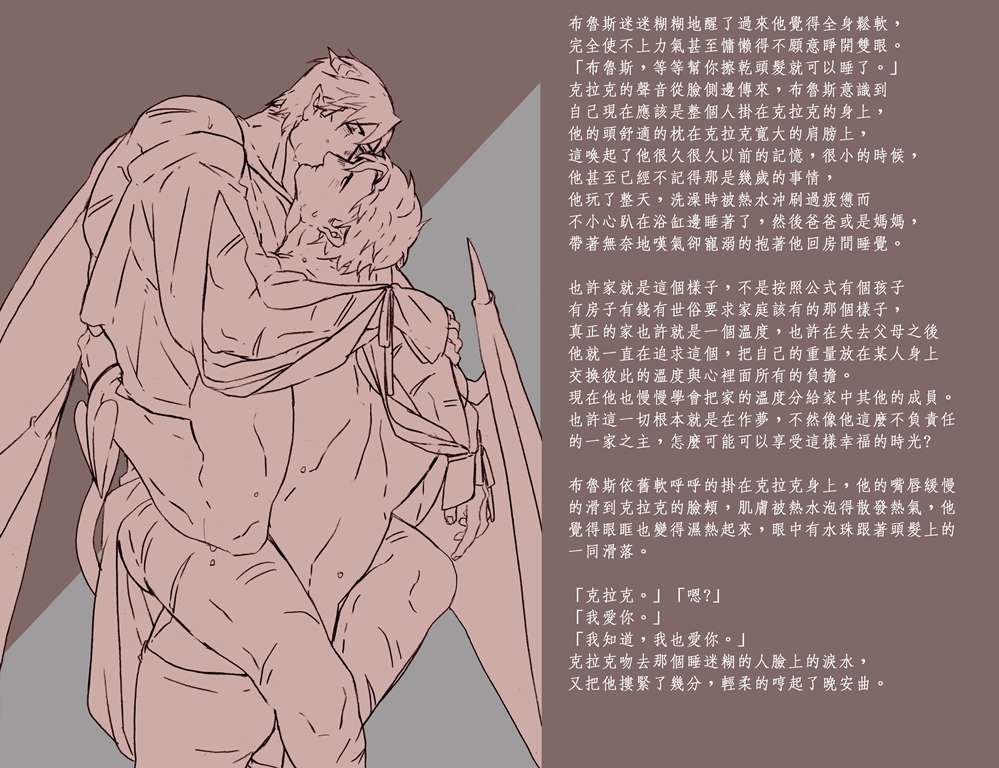 布魯斯迷迷糊糊地醒了過來他覺得全身鬆軟，
完全使不上力氣甚至慵懶得不願意睜開雙眼。
「布魯斯，等等幫你擦乾頭髮就可以睡了。」
克拉克的聲音從臉側邊傳來，布魯斯意識到
自己現在應該是整個人掛在克拉克的身上，
他的頭舒適的枕在克拉克寬大的肩膀上，
這喚起了他很久很久以前的記憶，很小的時候，
他甚至已經不記得那是幾歲的事情，
他玩了整天，洗澡時被熱水沖刷過疲憊而
不小心趴在浴缸邊睡著了，然後爸爸或是媽媽，
帶著無奈地嘆氣卻寵溺的抱著他回房間睡覺。
也許家就是這個樣子，不是按照公式有個孩子
有房子有錢有世俗要求家庭該有的那個樣子，
真正的家也許就是一個溫度，也許在失去父母之後
他就一直在追求這個，把自己的重量放在某人身上
交換彼此的溫度與心裡面所有的負擔。
現在他也慢慢學會把家的溫度分給家中其他的成員。
也許這一切根本就是在作夢，不然像他這麼不負責任
的一家之主，怎麼可能可以享受這樣幸福的時光?
布魯斯依舊軟呼呼的掛在克拉克身上，他的嘴唇緩慢
的滑到克拉克的臉頰，肌膚被熱水泡得散發熱氣，他
覺得眼眶也變得濕熱起來，眼中有水珠跟著頭髮上的
一同滑落。
「克拉克。」「嗯?」
「我愛你。」
「我知道，我也愛你。」
克拉克吻去那個睡迷糊的人臉上的淚水，
又把他摟緊了幾分，輕柔的哼起了晚安曲。